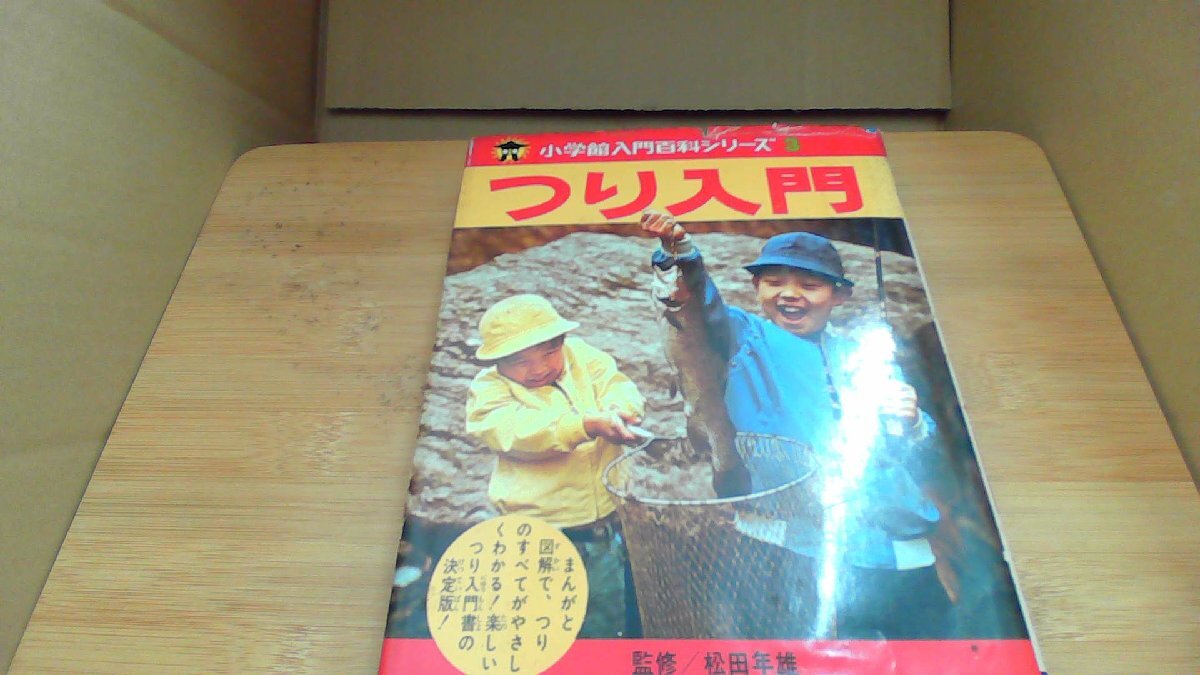 小学館入門百科シリーズ 3
つり入門
まんがと
図解で、つり
のすべてがやさし
くわかる!楽しい
つり入門書の
決定版!
監修/松田年雄